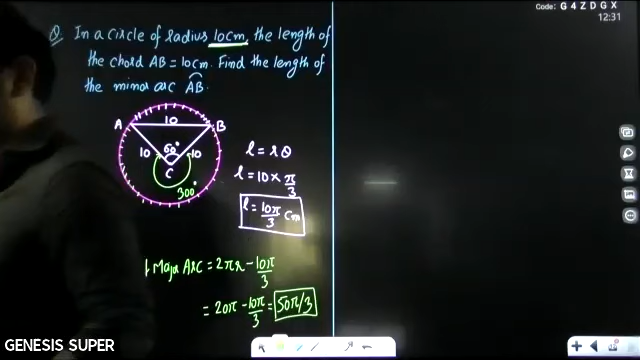 Code: G 4 Z D G X
12:31
Q. In a circle of radius 10cm, the length of
the chord AB = 10cm. Find the length of
the minor arc AB.
A 10 B
60°
10 10
C
300°
l = r θ
l = 10 × π/3
l = 10π/3 Cm
Major Arc = 2πr - 10π/3
= 20π - 10π/3 = 50π/3
GENESIS SUPER